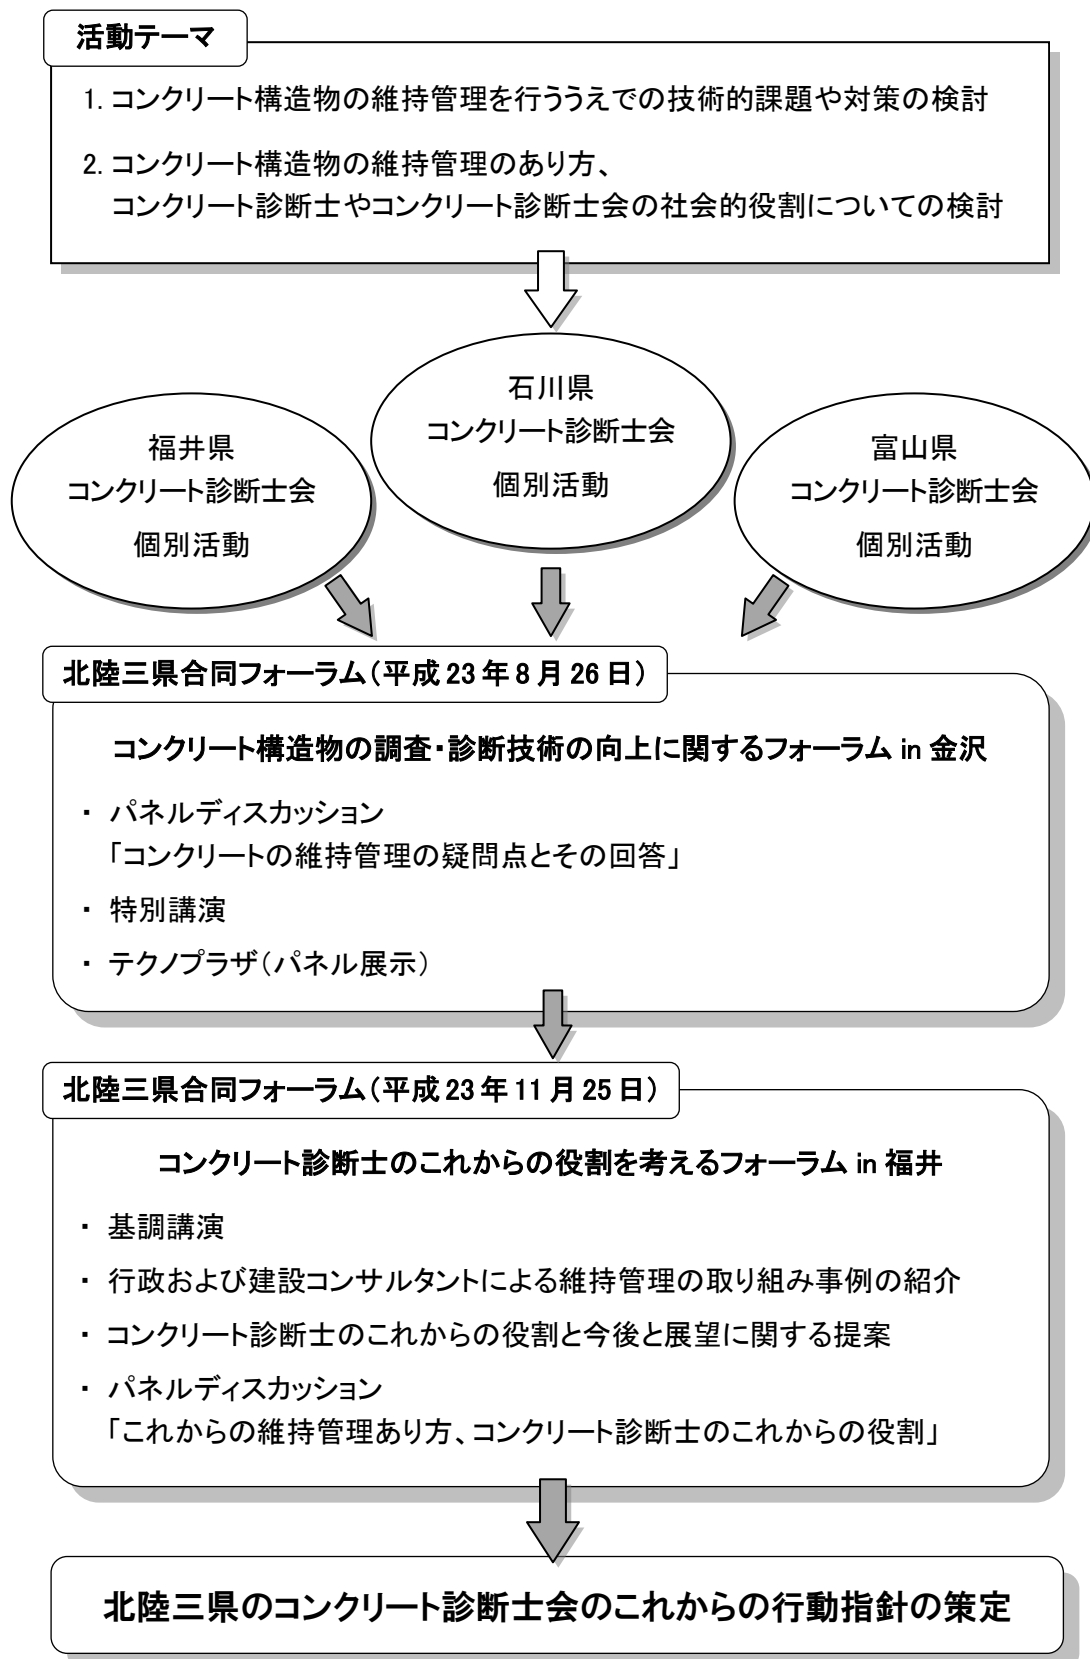 活動テーマ
1. コンクリート構造物の維持管理を行ううえでの技術的課題や対策の検討
2. コンクリート構造物の維持管理のあり方、
コンクリート診断士やコンクリート診断士会の社会的役割についての検討
福井県
コンクリート診断士会
個別活動
石川県
コンクリート診断士会
個別活動
富山県
コンクリート診断士会
個別活動
北陸三県合同フォーラム(平成23年8月26日)
コンクリート構造物の調査・診断技術の向上に関するフォーラム in 金沢
・ パネルディスカッション
「コンクリートの維持管理の疑問点とその回答」
・ 特別講演
・ テクノプラザ(パネル展示)
北陸三県合同フォーラム(平成23年11月25日)
コンクリート診断士のこれからの役割を考えるフォーラム in 福井
・ 基調講演
・ 行政および建設コンサルタントによる維持管理の取り組み事例の紹介
・ コンクリート診断士のこれからの役割と今後と展望に関する提案
・ パネルディスカッション
「これからの維持管理あり方、コンクリート診断士のこれからの役割」
北陸三県のコンクリート診断士会のこれからの行動指針の策定